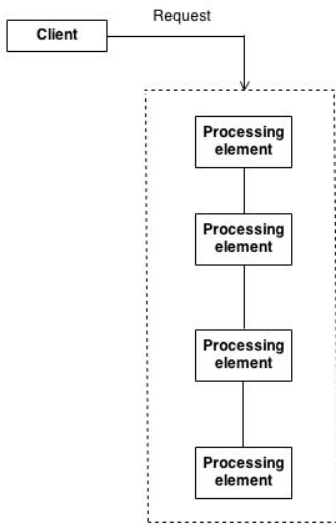 Request
Client
Processing
element
Processing
element
Processing
element
Processing
element